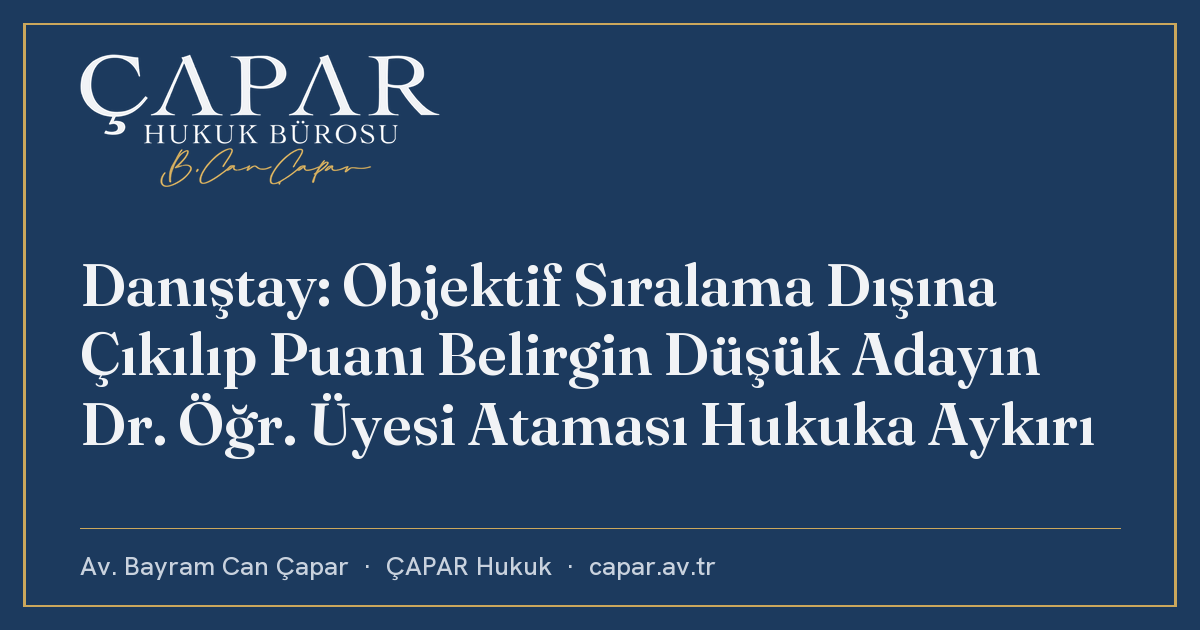 ÇAPAR
HUKUK BÜROSU
B.Can Çapar
Danıştay: Objektif Sıralama Dışına
Çıkılıp Puanı Belirgin Düşük Adayın
Dr. Öğr. Üyesi Ataması Hukuka Aykırı
Av. Bayram Can Çapar · ÇAPAR Hukuk · capar.av.tr